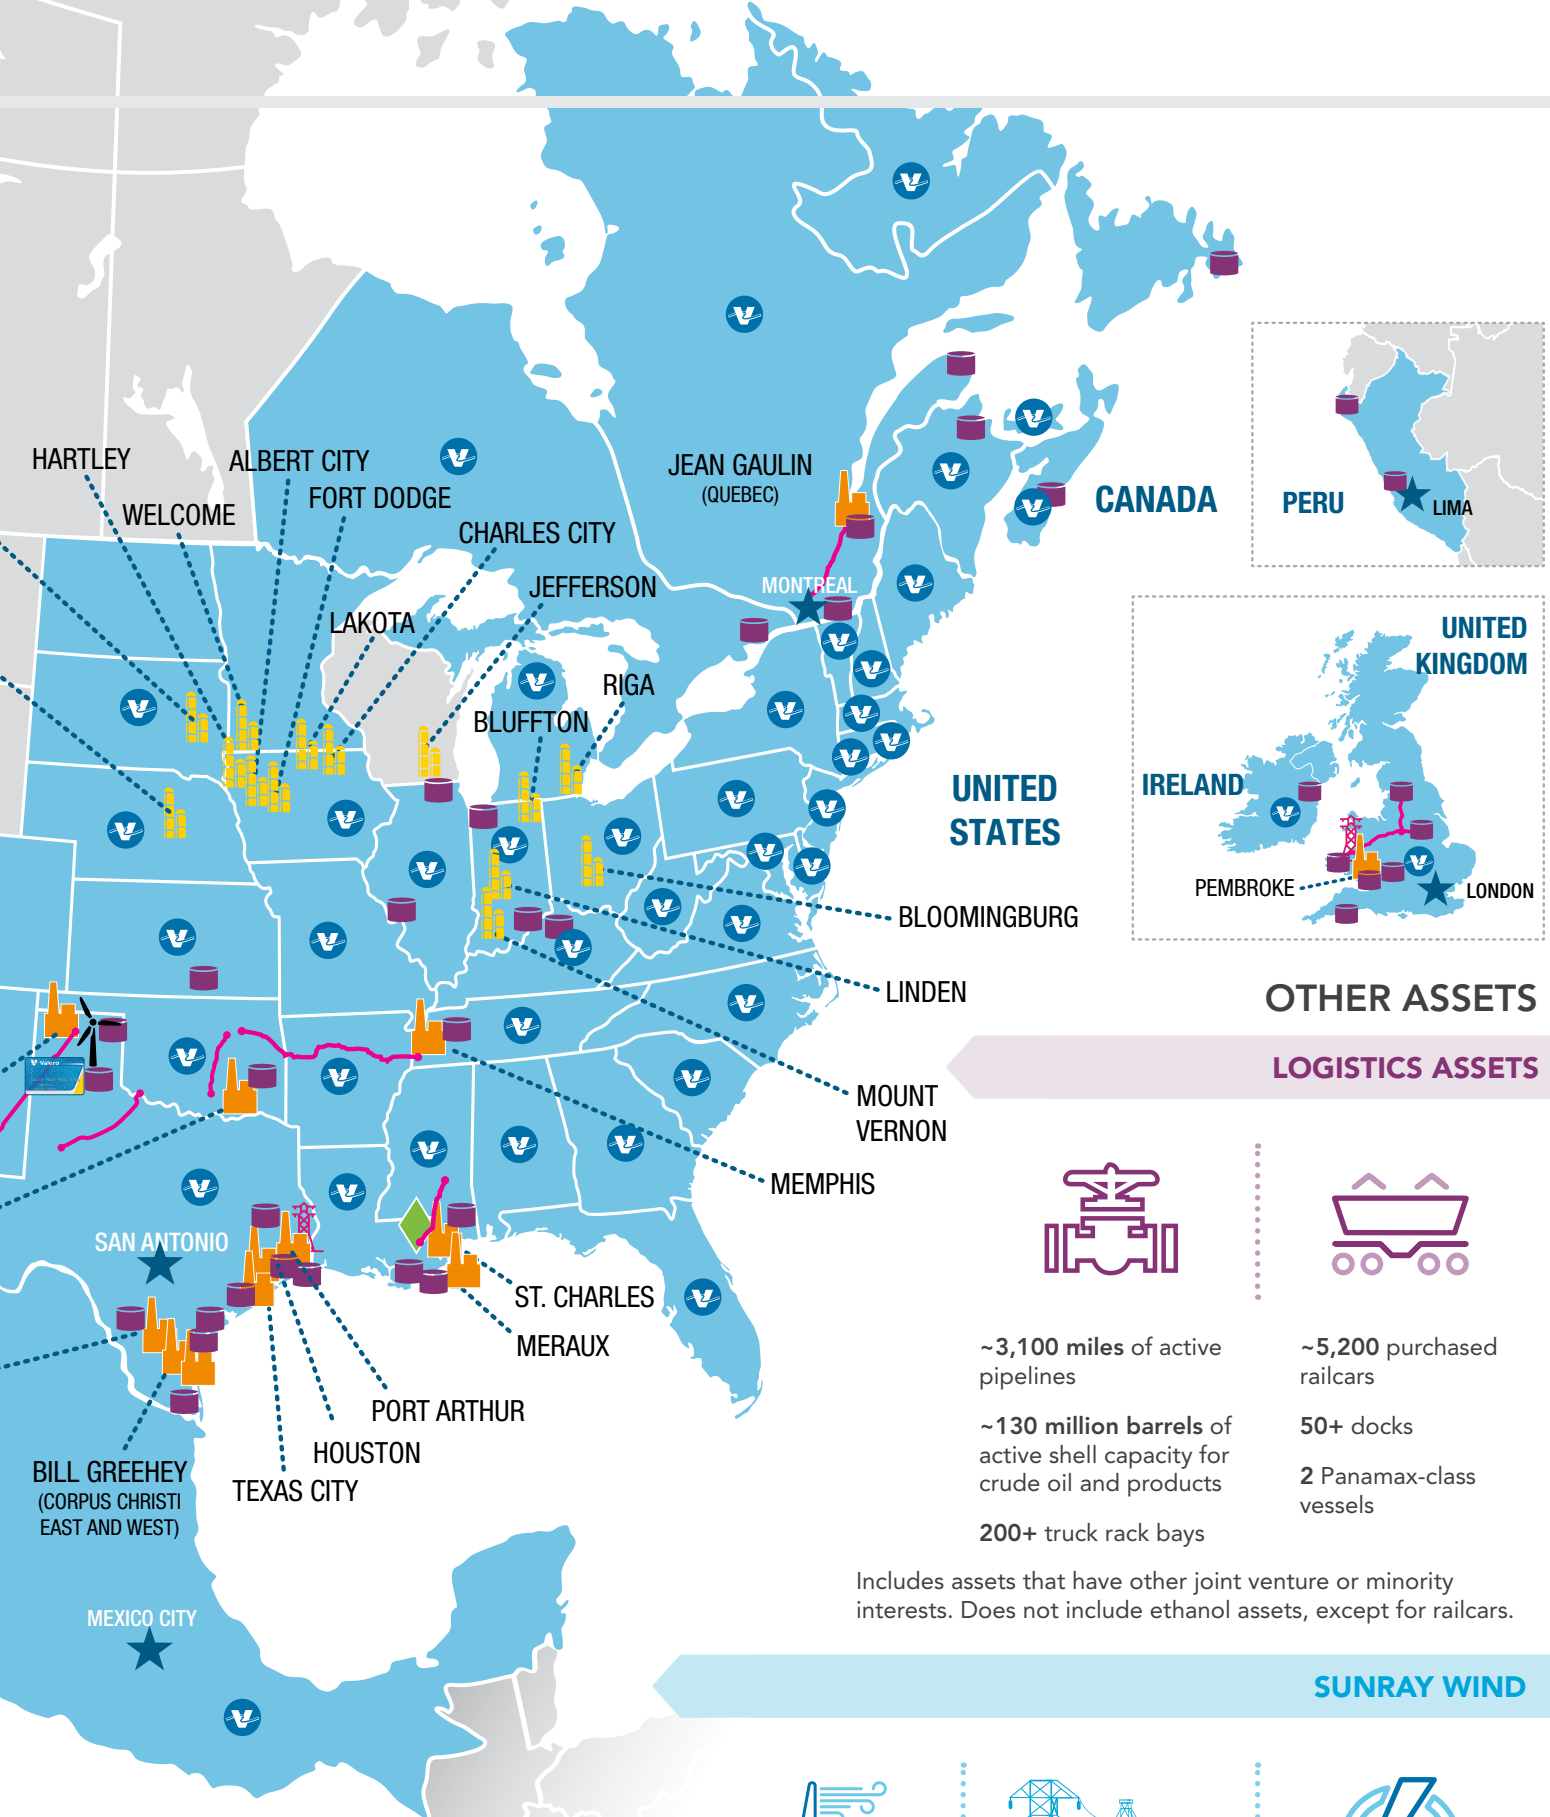 HARTLEY
ALBERT CITY
WELCOME
FORT DODGE
CHARLES CITY
JEFFERSON
LAKOTA
RIGA
BLUFFTON
JEAN GAULIN
(QUEBEC)
MONTREAL
CANADA
PERU
LIMA
UNITED
KINGDOM
IRELAND
PEMBROKE
LONDON
UNITED
STATES
BLOOMINGBURG
LINDEN
MOUNT
VERNON
MEMPHIS
Valero
SAN ANTONIO
ST. CHARLES
MERAUX
PORT ARTHUR
HOUSTON
TEXAS CITY
BILL GREEHEY
(CORPUS CHRISTI
EAST AND WEST)
MEXICO CITY
OTHER ASSETS
LOGISTICS ASSETS
~3,100 miles of active
pipelines
~130 million barrels of
active shell capacity for
crude oil and products
200+ truck rack bays
~5,200 purchased
railcars
50+ docks
2 Panamax-class
vessels
Includes assets that have other joint venture or minority
interests. Does not include ethanol assets, except for railcars.
SUNRAY WIND